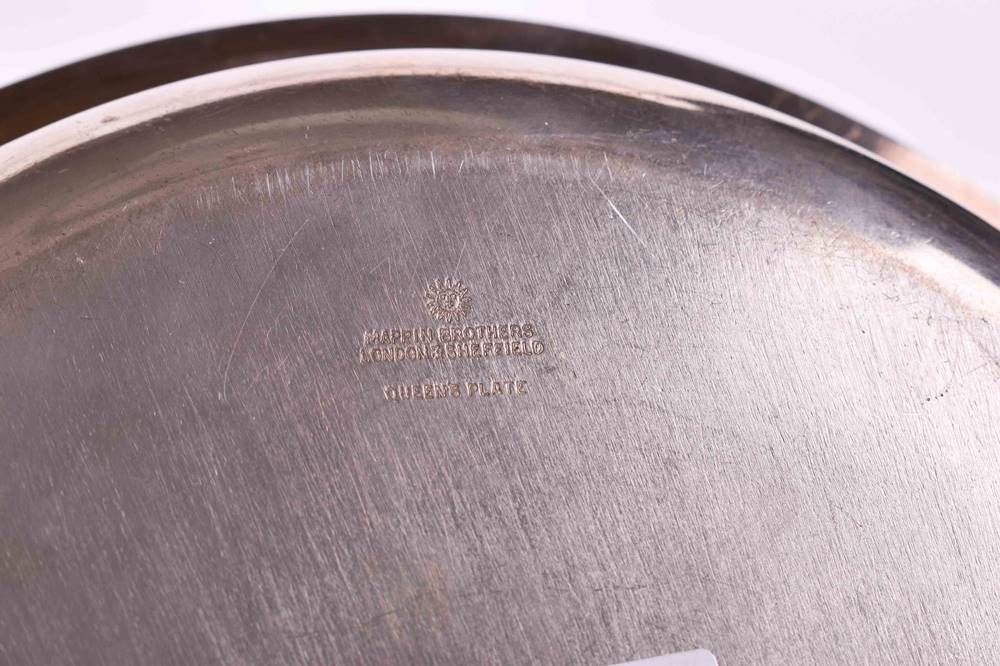 MAPPIN BROTHERS
LONDON & SHEFFIELD
QUEEN'S PLATE